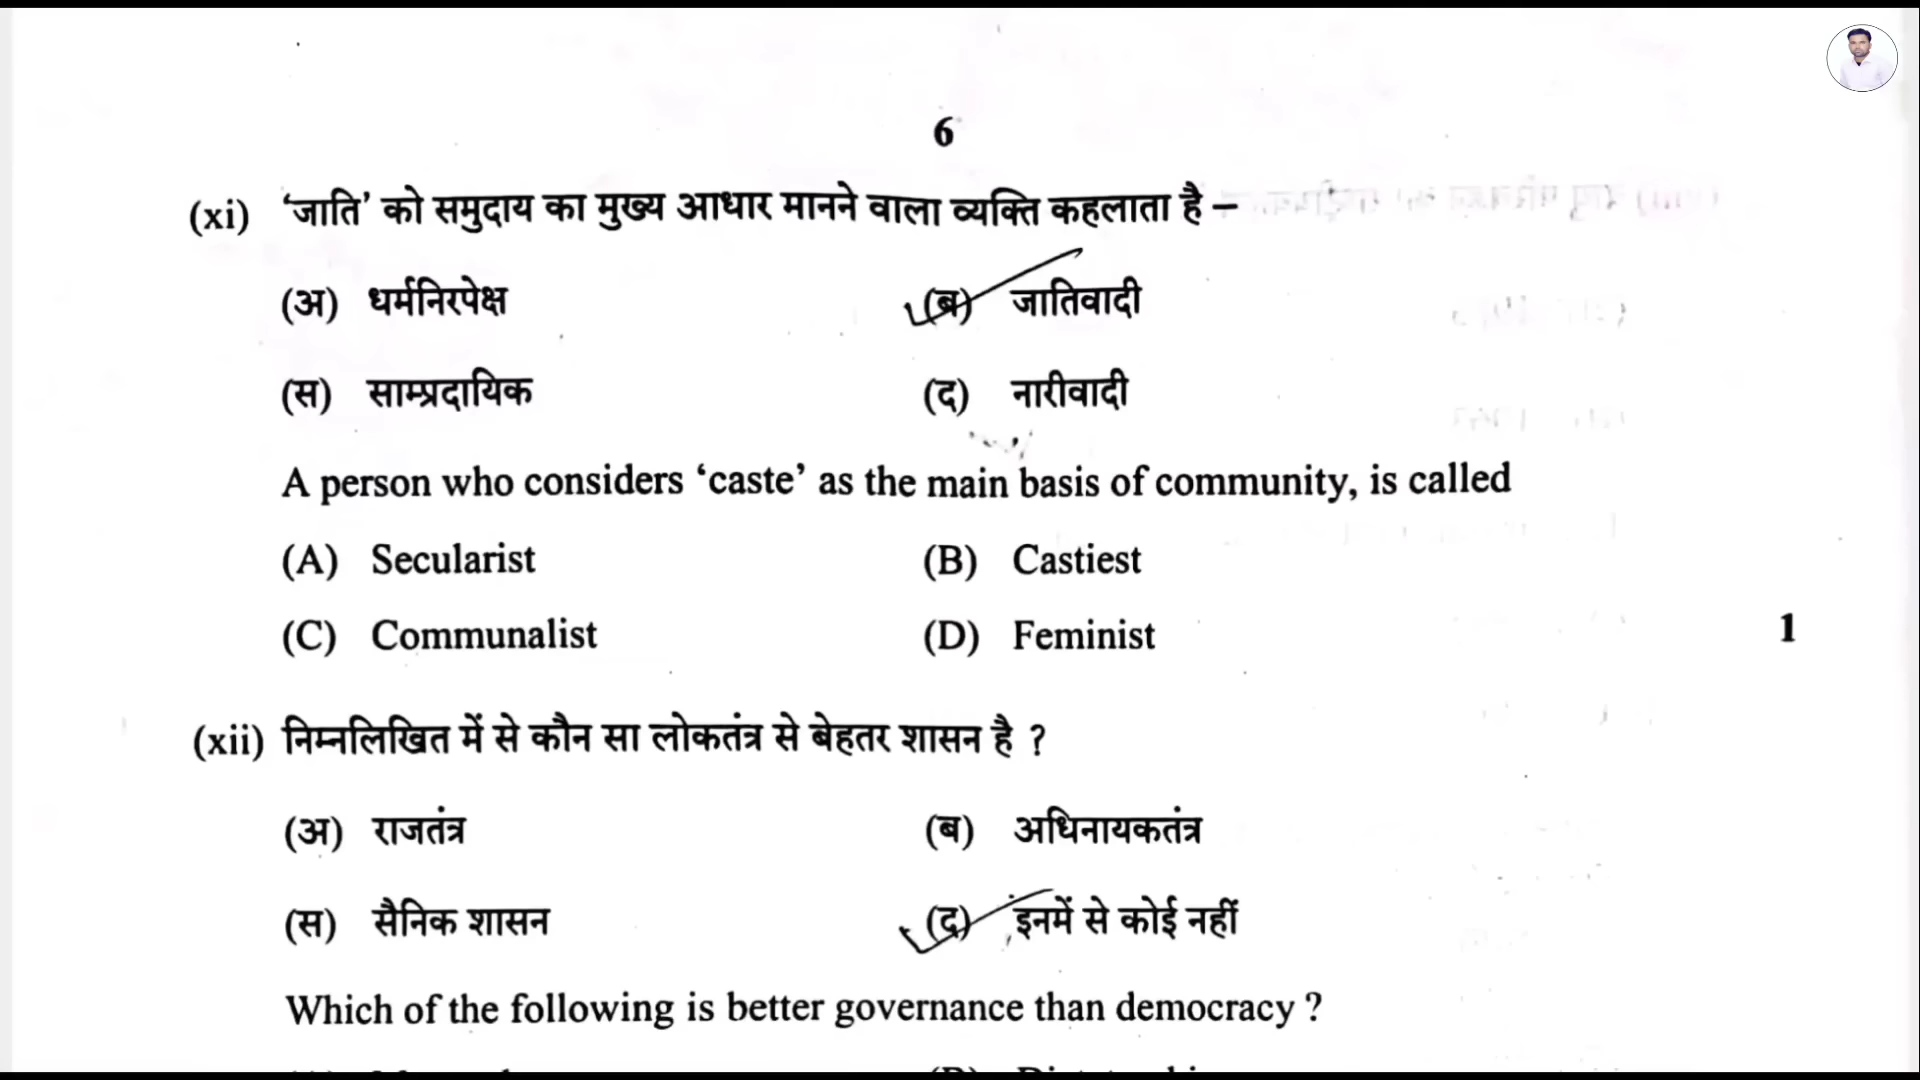 6
(xi) ‘जाति’ को समुदाय का मुख्य आधार मानने वाला व्यक्ति कहलाता है –
(अ) धर्मनिरपेक्ष (ब) जातिवादी
(स) साम्प्रदायिक (द) नारीवादी
A person who considers ‘caste’ as the main basis of community, is called
(A) Secularist (B) Castiest
(C) Communalist (D) Feminist 1
(xii) निम्नलिखित में से कौन सा लोकतंत्र से बेहतर शासन है ?
(अ) राजतंत्र (ब) अधिनायकतंत्र
(स) सैनिक शासन (द) इनमें से कोई नहीं
Which of the following is better governance than democracy ?